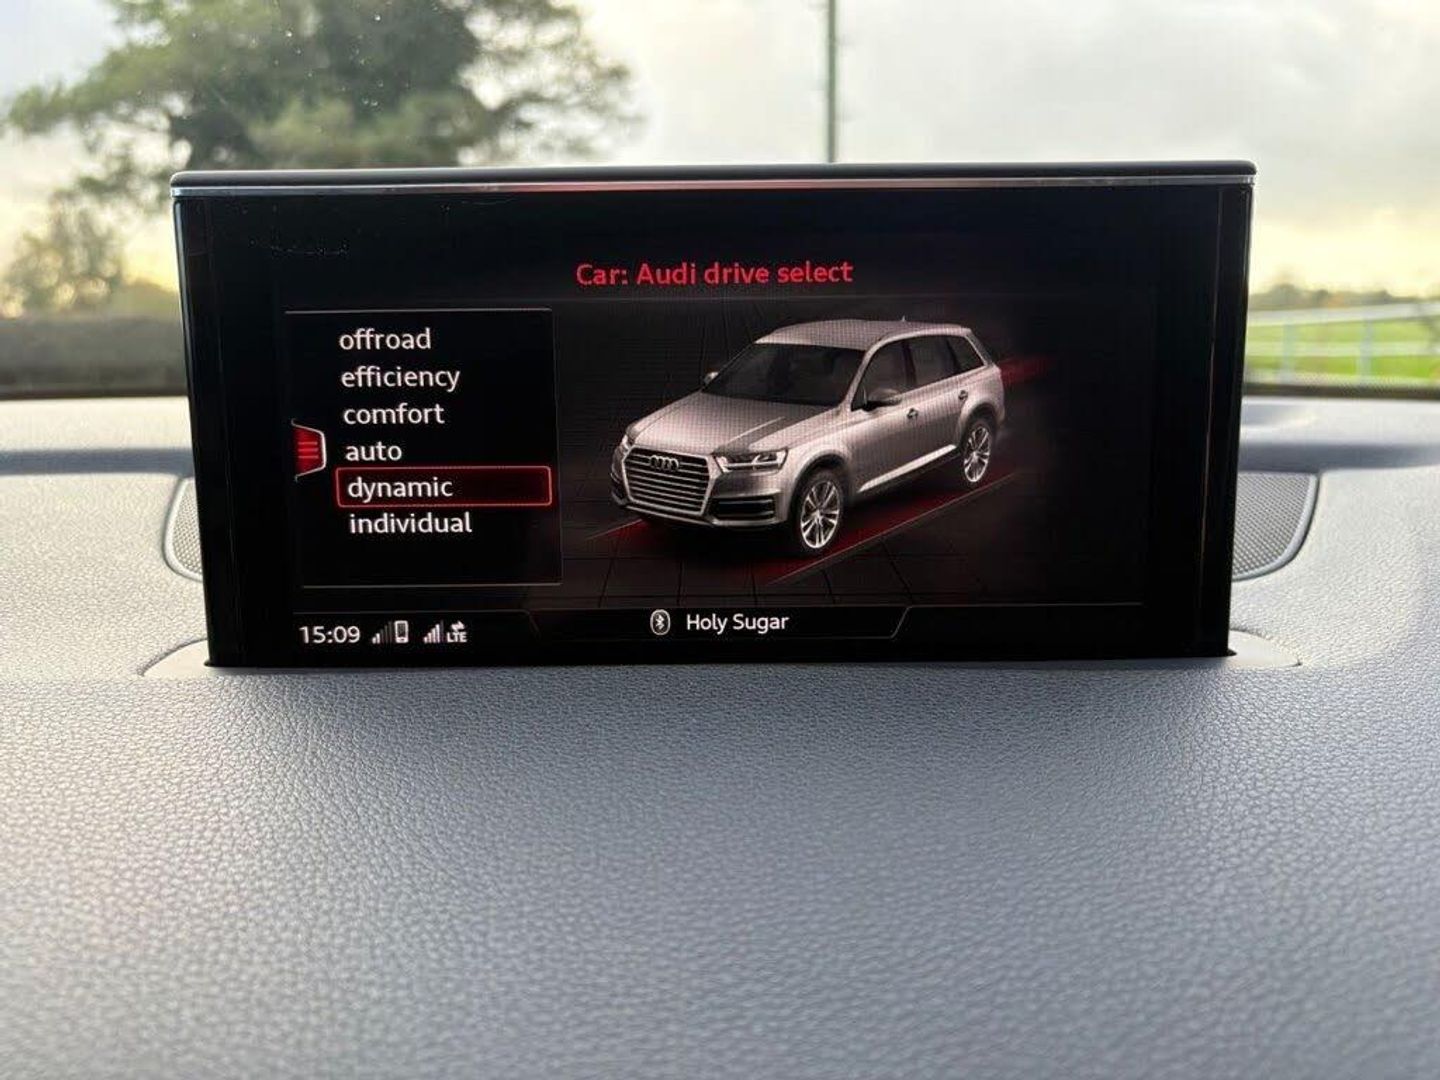 Car: Audi drive select
offroad
efficiency
comfort
auto
dynamic
individual
15:09 LTE Holy Sugar